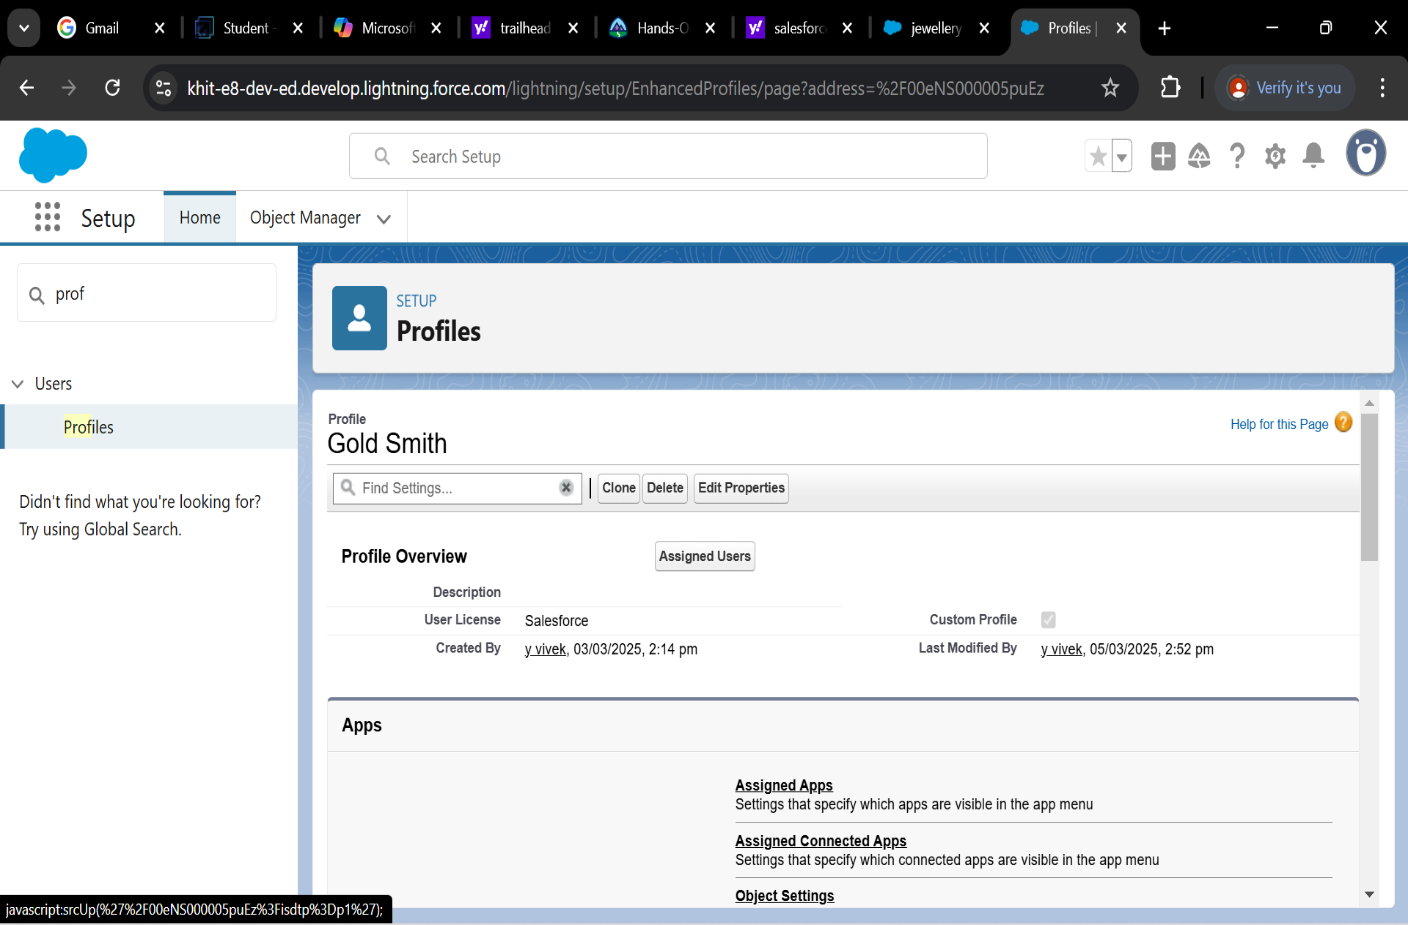 Gmail
Student -
Microsof
trailhead
Hands-O
salesforc
jewellery
Profiles |
khit-e8-dev-ed.develop.lightning.force.com/lightning/setup/EnhancedProfiles/page?address=%2F00eNS000005puEz
Verify it's you
Search Setup
Setup
Home
Object Manager
prof
SETUP
Profiles
Users
Profiles
Didn't find what you're looking for?
Try using Global Search.
Profile
Gold Smith
Help for this Page
Find Settings...
Clone
Delete
Edit Properties
Profile Overview
Assigned Users
Description
User License Salesforce
Custom Profile
Created By y vivek, 03/03/2025, 2:14 pm
Last Modified By y vivek, 05/03/2025, 2:52 pm
Apps
Assigned Apps
Settings that specify which apps are visible in the app menu
Assigned Connected Apps
Settings that specify which connected apps are visible in the app menu
Object Settings
javascript:srcUp(%27%2F00eNS000005puEz%3Fisdtp%3Dp1%27);